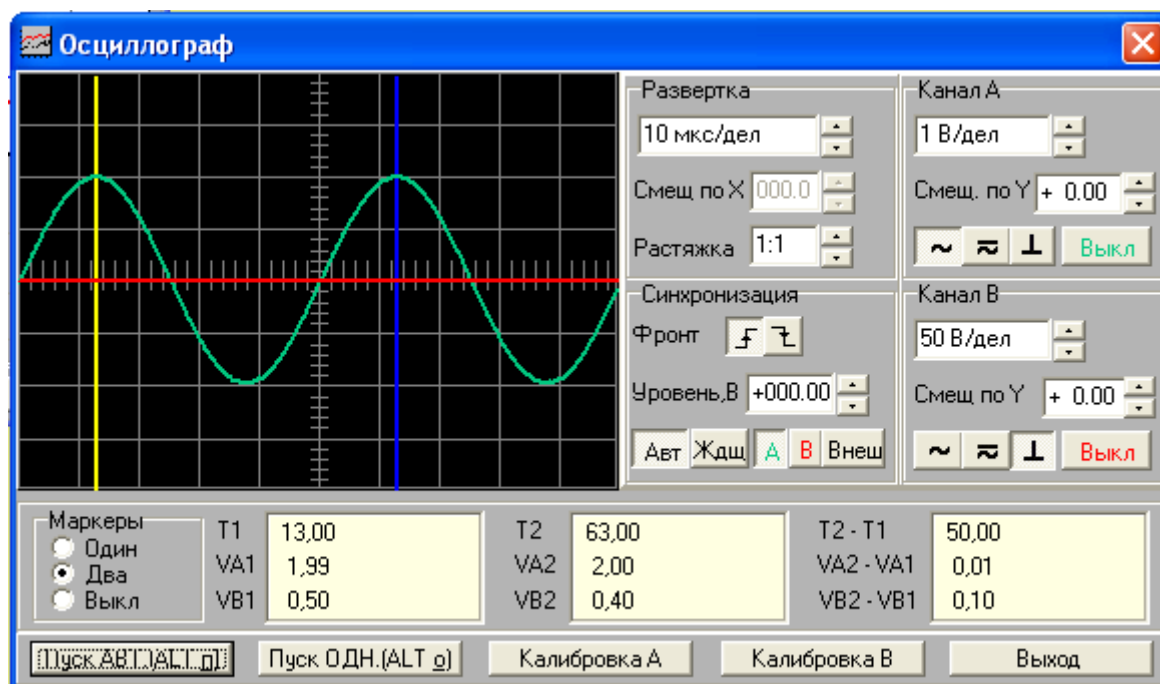 Осциллограф
Развертка
10 мкс/дел
Смещ по X 000.0
Растяжка 1:1
Канал А
1 В/дел
Смещ. по Y + 0.00
~ ≂ ⊥ Выкл
Синхронизация
Фронт
Уровень,В +000.00
Авт Ждщ А В Внеш
Канал В
50 В/дел
Смещ по Y + 0.00
~ ≂ ⊥ Выкл
Маркеры
Один
Два
Выкл
T1 13,00
VA1 1,99
VB1 0,50
T2 63,00
VA2 2,00
VB2 0,40
T2 - T1 50,00
VA2 - VA1 0,01
VB2 - VB1 0,10
Пуск АВТ.(ALT п)
Пуск ОДН.(ALT о)
Калибровка А
Калибровка В
Выход